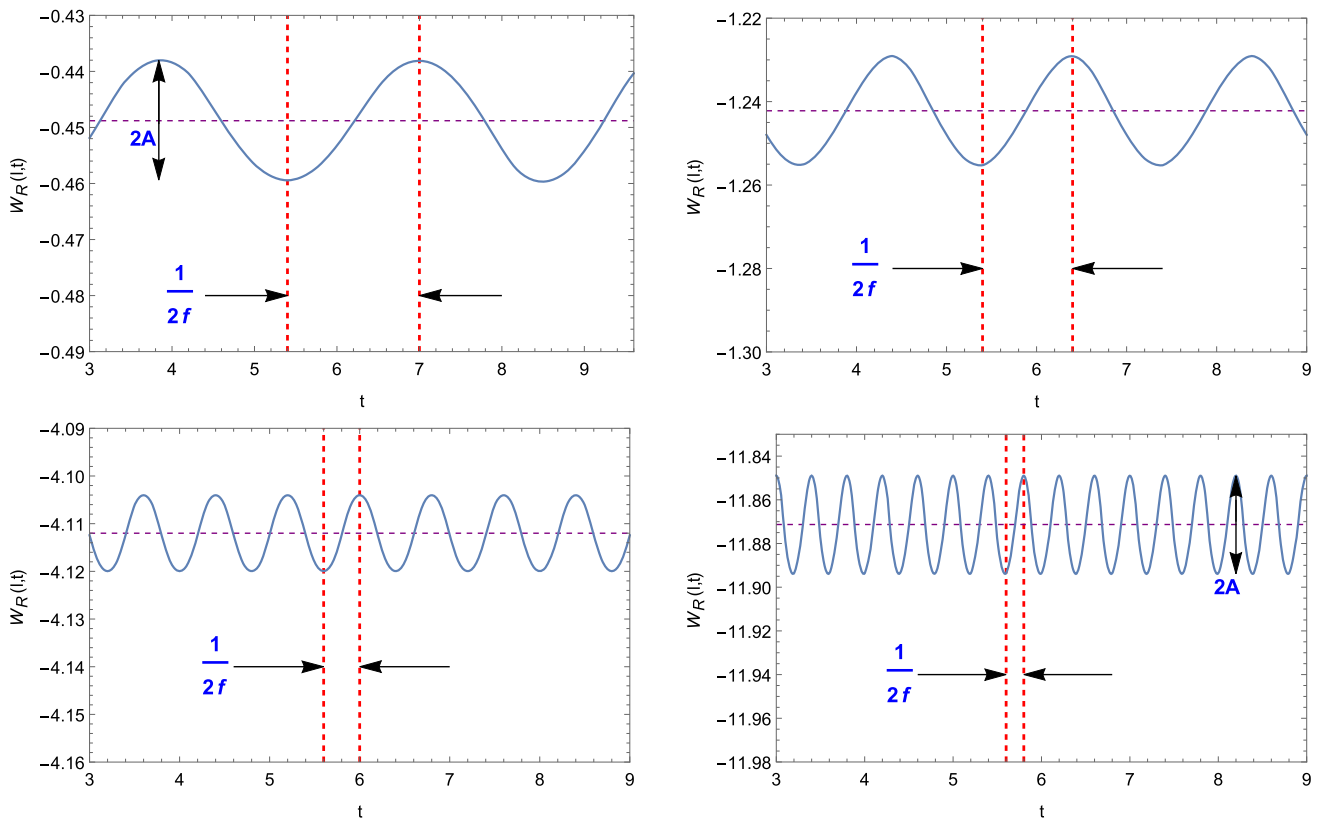 −0.43
−0.44
−0.45
−0.46
−0.47
−0.48
−0.49
W_R(l,t)
2A
1
2 f
3 4 5 6 7 8 9
t
−1.22
−1.24
−1.26
−1.28
−1.30
W_R(l,t)
1
2 f
3 4 5 6 7 8 9
t
−4.09
−4.10
−4.11
−4.12
−4.13
−4.14
−4.15
−4.16
W_R(l,t)
1
2 f
3 4 5 6 7 8 9
t
−11.84
−11.86
−11.88
−11.90
−11.92
−11.94
−11.96
−11.98
W_R(l,t)
2A
1
2 f
3 4 5 6 7 8 9
t